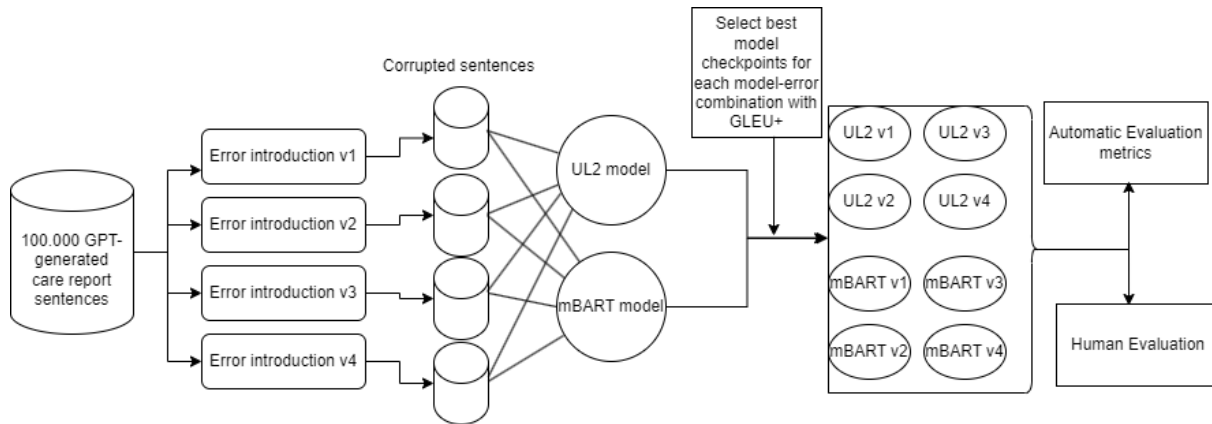 100.000 GPT-
generated
care report
sentences
Error introduction v1
Error introduction v2
Error introduction v3
Error introduction v4
Corrupted sentences
UL2 model
mBART model
Select best
model
checkpoints for
each model-error
combination with
GLEU+
UL2 v1
UL2 v3
UL2 v2
UL2 v4
mBART v1
mBART v3
mBART v2
mBART v4
Automatic Evaluation
metrics
Human Evaluation